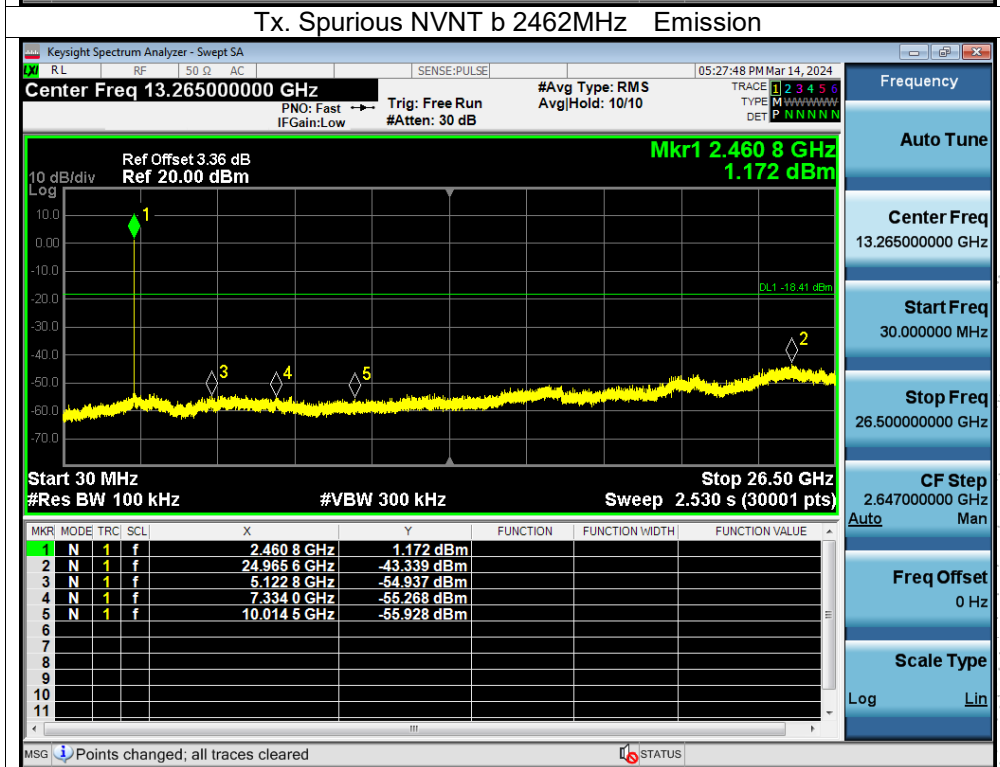 Tx. Spurious NVNT b 2462MHz Emission
Keysight Spectrum Analyzer - Swept SA
LXI RL RF 50 Ω AC SENSE:PULSE 05:27:48 PM Mar 14, 2024
Center Freq 13.265000000 GHz
PNO: Fast
IFGain:Low
Trig: Free Run
#Atten: 30 dB
#Avg Type: RMS
Avg|Hold: 10/10
TRACE 1 2 3 4 5 6
TYPE M WWWWW
DET P N N N N N
Mkr1 2.460 8 GHz
1.172 dBm
Ref Offset 3.36 dB
10 dB/div Ref 20.00 dBm
Log
10.0
0.00
-10.0
-20.0
-30.0
-40.0
-50.0
-60.0
-70.0
1
DL1 -18.41 dBm
2
3
4
5
Start 30 MHz Stop 26.50 GHz
#Res BW 100 kHz #VBW 300 kHz Sweep 2.530 s (30001 pts)
MKR MODE TRC SCL X Y FUNCTION FUNCTION WIDTH FUNCTION VALUE
1 N 1 f 2.460 8 GHz 1.172 dBm
2 N 1 f 24.965 6 GHz -43.339 dBm
3 N 1 f 5.122 8 GHz -54.937 dBm
4 N 1 f 7.334 0 GHz -55.268 dBm
5 N 1 f 10.014 5 GHz -55.928 dBm
6
7
8
9
10
11
MSG Points changed; all traces cleared STATUS
Frequency
Auto Tune
Center Freq
13.265000000 GHz
Start Freq
30.000000 MHz
Stop Freq
26.500000000 GHz
CF Step
2.647000000 GHz
Auto Man
Freq Offset
0 Hz
Scale Type
Log Lin